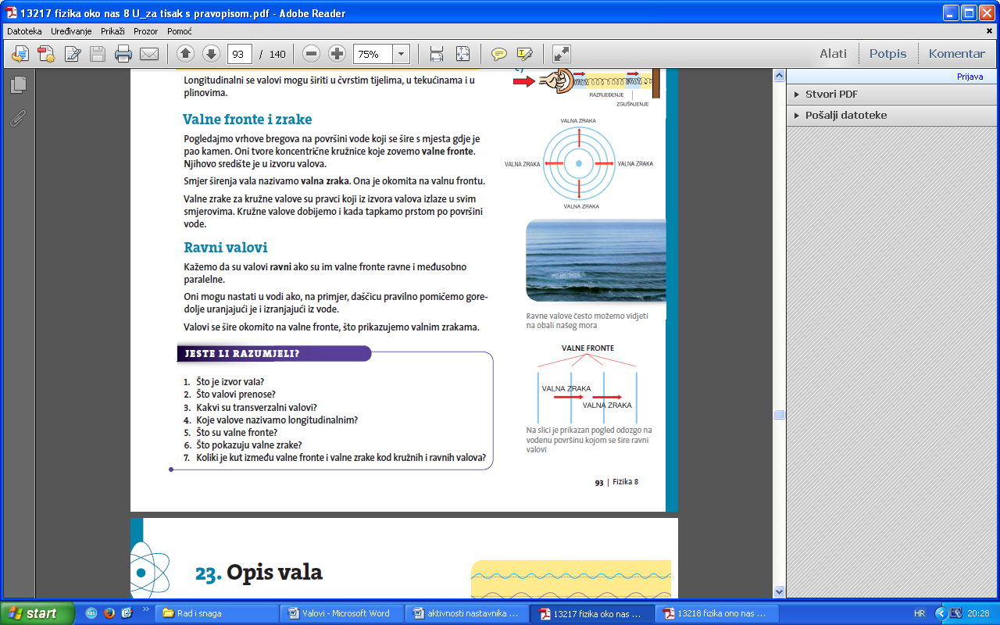 13217 fizika oko nas 8 U_za tisak s pravopisom.pdf - Adobe Reader
Datoteka Uređivanje Prikaži Prozor Pomoć
93 / 140 75% Alati Potpis Komentar
Prijava
Stvori PDF
Pošalji datoteke
Longitudinalni se valovi mogu širiti u čvrstim tijelima, u tekućinama i u
plinovima.
RAZRJEĐENJE
ZGUŠNJENJE
Valne fronte i zrake
Pogledajmo vrhove bregova na površini vode koji se šire s mjesta gdje je
pao kamen. Oni tvore koncentrične kružnice koje zovemo valne fronte.
Njihovo središte je u izvoru valova.
Smjer širenja vala nazivamo valna zraka. Ona je okomita na valnu frontu.
Valne zrake za kružne valove su pravci koji iz izvora valova izlaze u svim
smjerovima. Kružne valove dobijemo i kada tapkamo prstom po površini
vode.
VALNA ZRAKA
VALNA ZRAKA
VALNA ZRAKA
VALNA ZRAKA
Ravni valovi
Kažemo da su valovi ravni ako su im valne fronte ravne i međusobno
paralelne.
Oni mogu nastati u vodi ako, na primjer, daščicu pravilno pomičemo gore-
dolje uranjajući je i izranjajući iz vode.
Valovi se šire okomito na valne fronte, što prikazujemo valnim zrakama.
Ravne valove često možemo vidjeti
na obali našeg mora
JESTE LI RAZUMJELI?
1. Što je izvor vala?
2. Što valovi prenose?
3. Kakvi su transverzalni valovi?
4. Koje valove nazivamo longitudinalnim?
5. Što su valne fronte?
6. Što pokazuju valne zrake?
7. Koliki je kut između valne fronte i valne zrake kod kružnih i ravnih valova?
VALNE FRONTE
VALNA ZRAKA
VALNA ZRAKA
Na slici je prikazan pogled odozgo na
vodenu površinu kojom se šire ravni
valovi
93 | Fizika 8
23. Opis vala
start Rad i snaga Valovi - Microsoft Word aktivnosti nastavnika ... 13217 fizika oko nas ... 13218 fizika ono nas ... HR 20:28